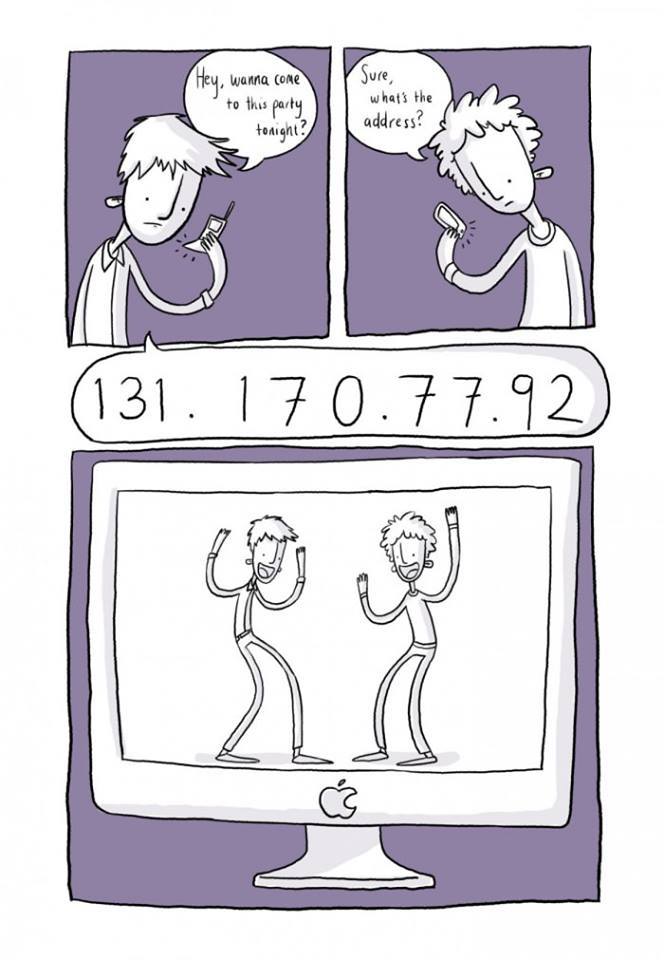 Hey, wanna come
to this party
tonight?
Sure,
what's the
address?
131.170.77.92